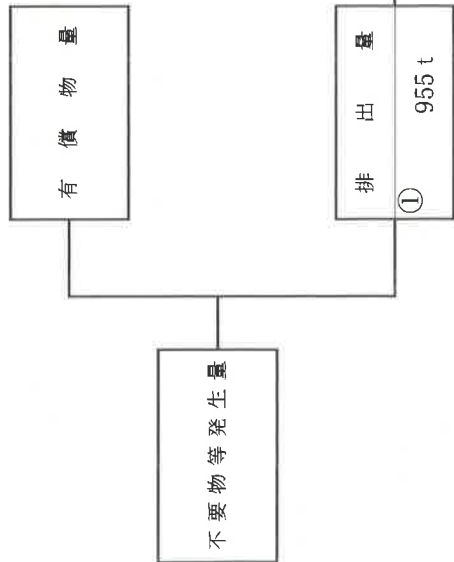 不要物等発生量
有償物量
排出量
①
955 t